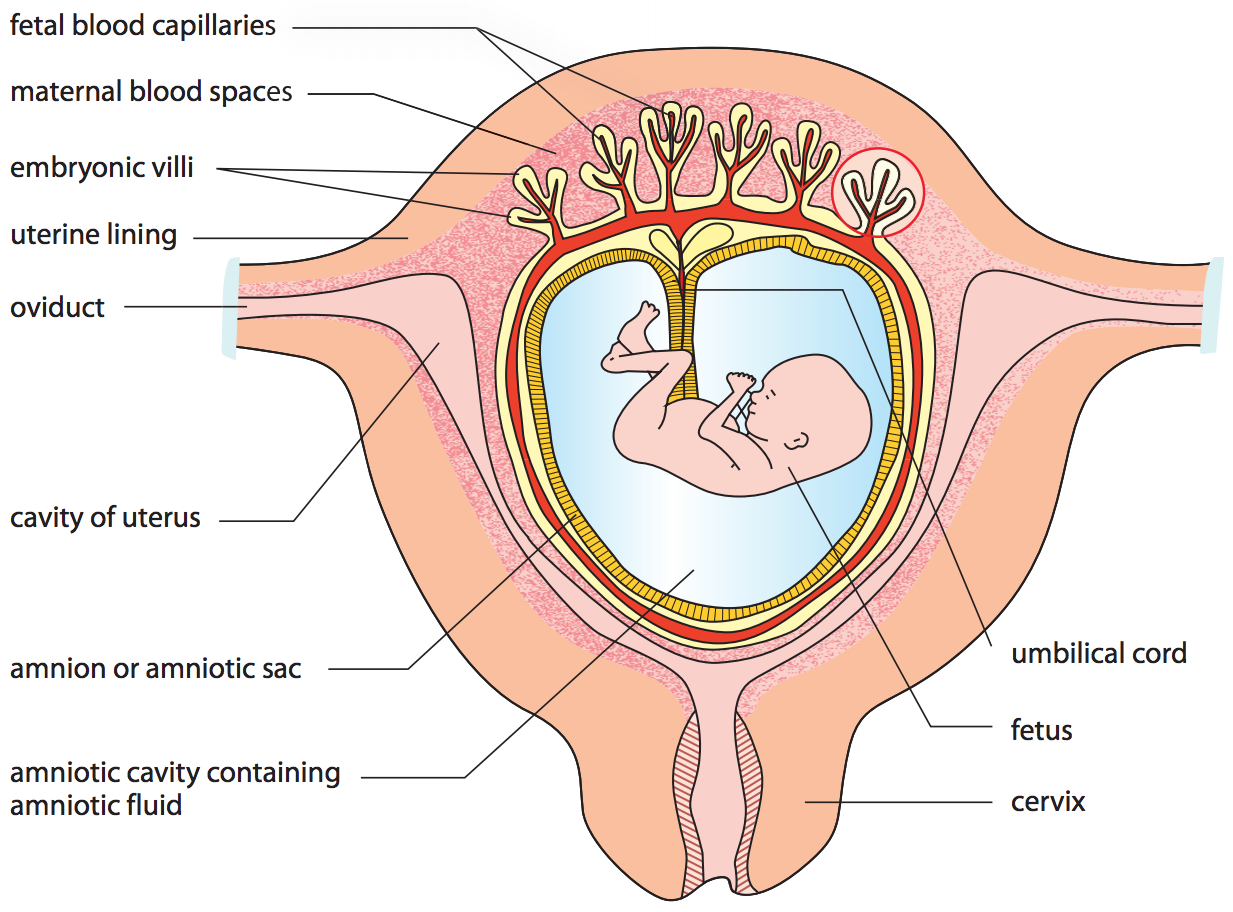 fetal blood capillaries
maternal blood spaces
embryonic villi
uterine lining
oviduct
cavity of uterus
amnion or amniotic sac
amniotic cavity containing
amniotic fluid
umbilical cord
fetus
cervix